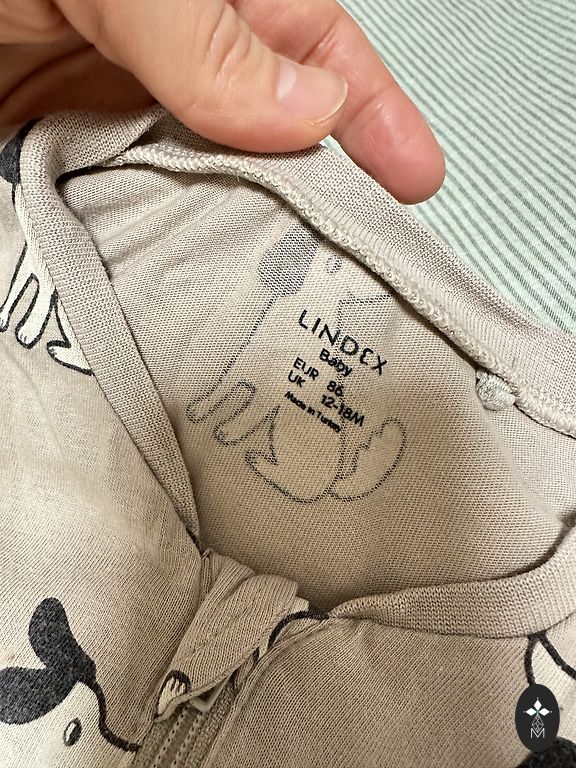 LINDEX
Baby
EUR 86
UK 12-18M
Made in Turkey
M